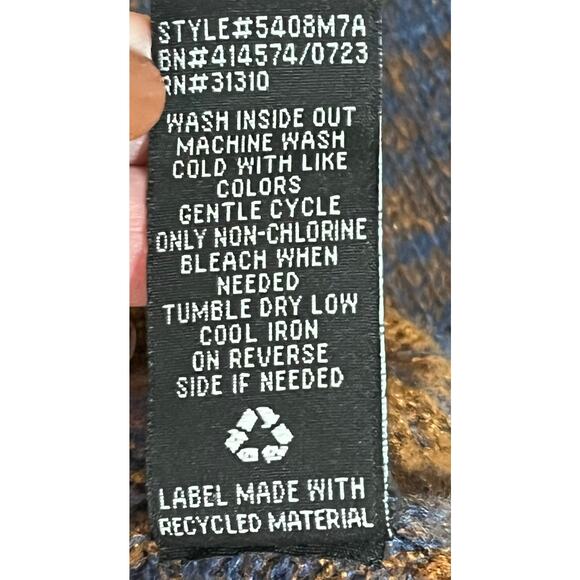 STYLE#5408M7A
BN#414574/0723
RN#31310
WASH INSIDE OUT
MACHINE WASH
COLD WITH LIKE
COLORS
GENTLE CYCLE
ONLY NON-CHLORINE
BLEACH WHEN
NEEDED
TUMBLE DRY LOW
COOL IRON
ON REVERSE
SIDE IF NEEDED
LABEL MADE WITH
RECYCLED MATERIAL